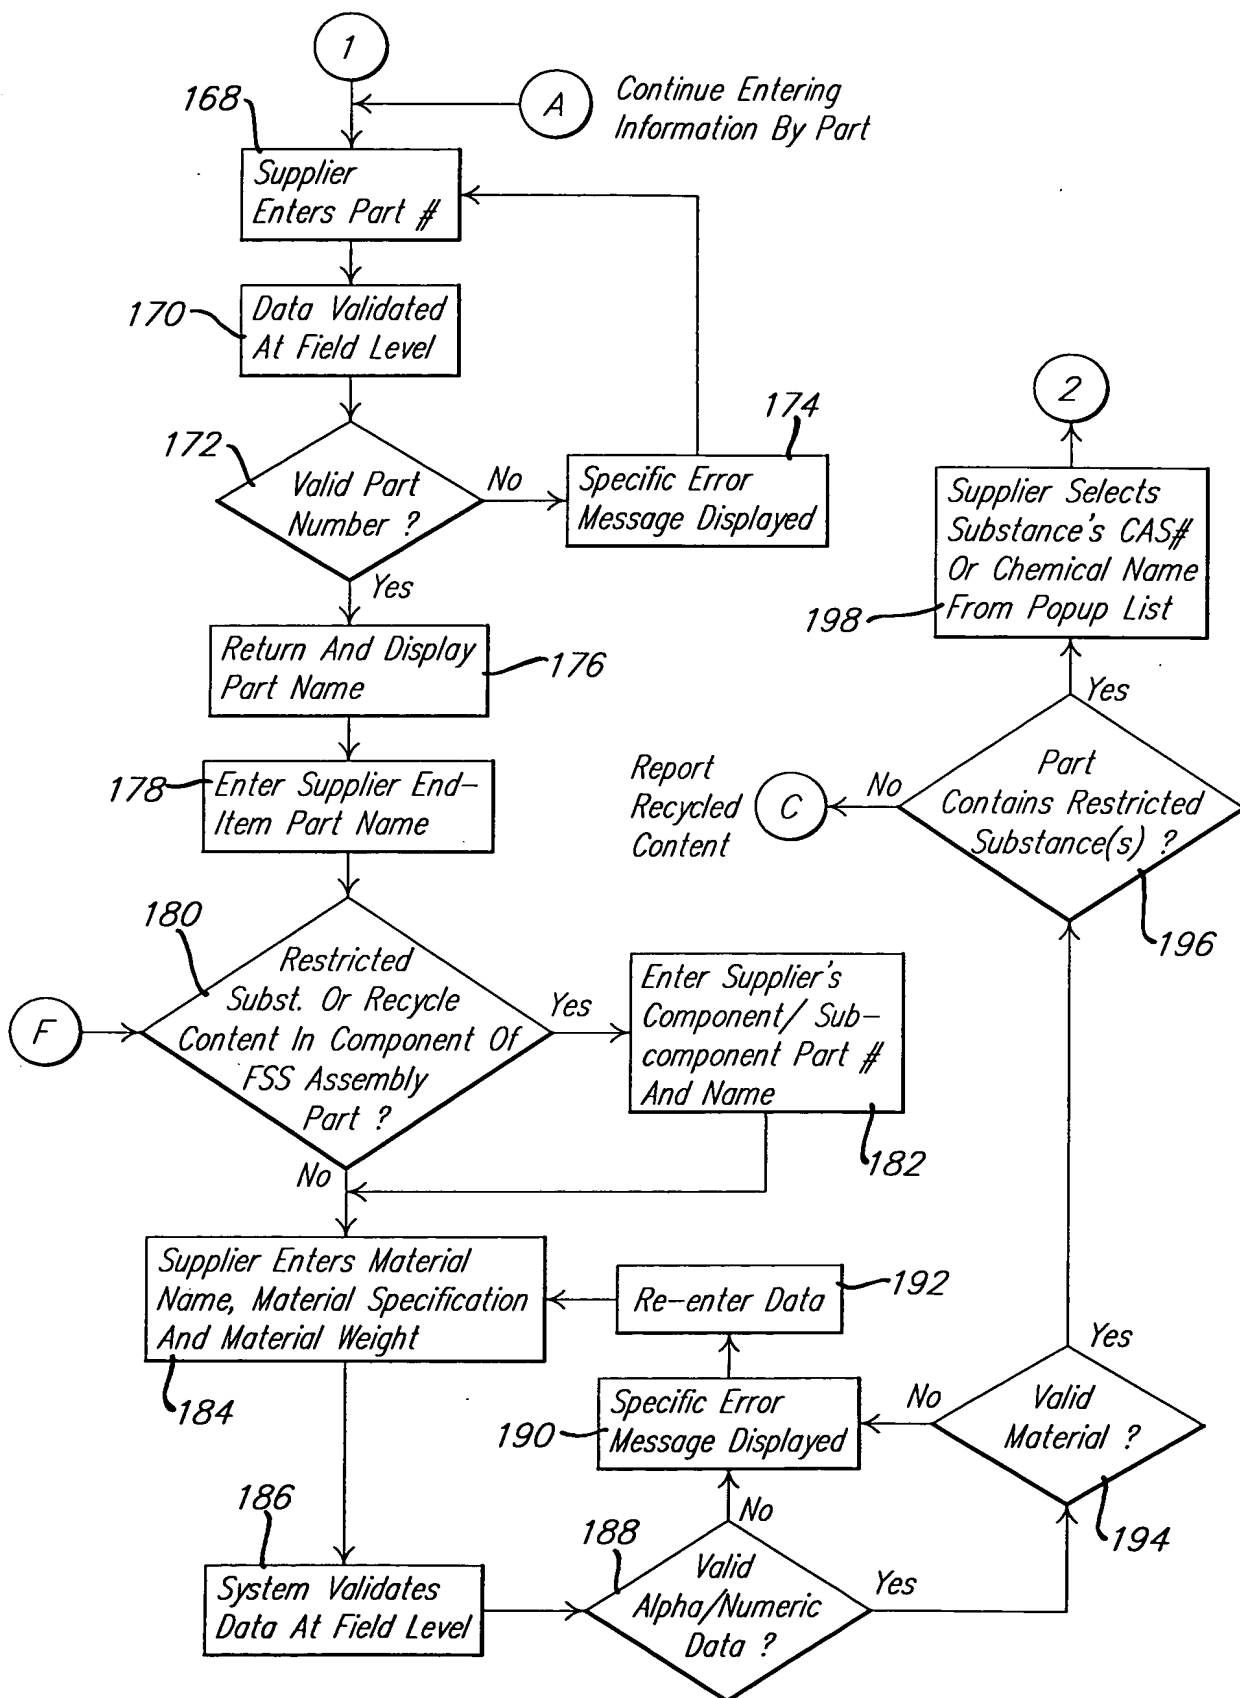 1
168
A
Continue Entering
Information By Part
Supplier
Enters Part #
170
Data Validated
At Field Level
172
Valid Part
Number ?
No
174
Specific Error
Message Displayed
Yes
Return And Display
Part Name
176
178
Enter Supplier End-
Item Part Name
180
Restricted
Subst. Or Recycle
Content In Component Of
FSS Assembly
Part ?
F
Yes
Enter Supplier's
Component/ Sub-
component Part #
And Name
182
No
Supplier Enters Material
Name, Material Specification
And Material Weight
184
Re-enter Data
192
190
Specific Error
Message Displayed
186
System Validates
Data At Field Level
188
Valid
Alpha/Numeric
Data ?
No
Yes
Valid
Material ?
194
No
Yes
Part
Contains Restricted
Substance(s) ?
196
No
C
Report
Recycled
Content
Yes
Supplier Selects
Substance's CAS#
Or Chemical Name
From Popup List
198
2